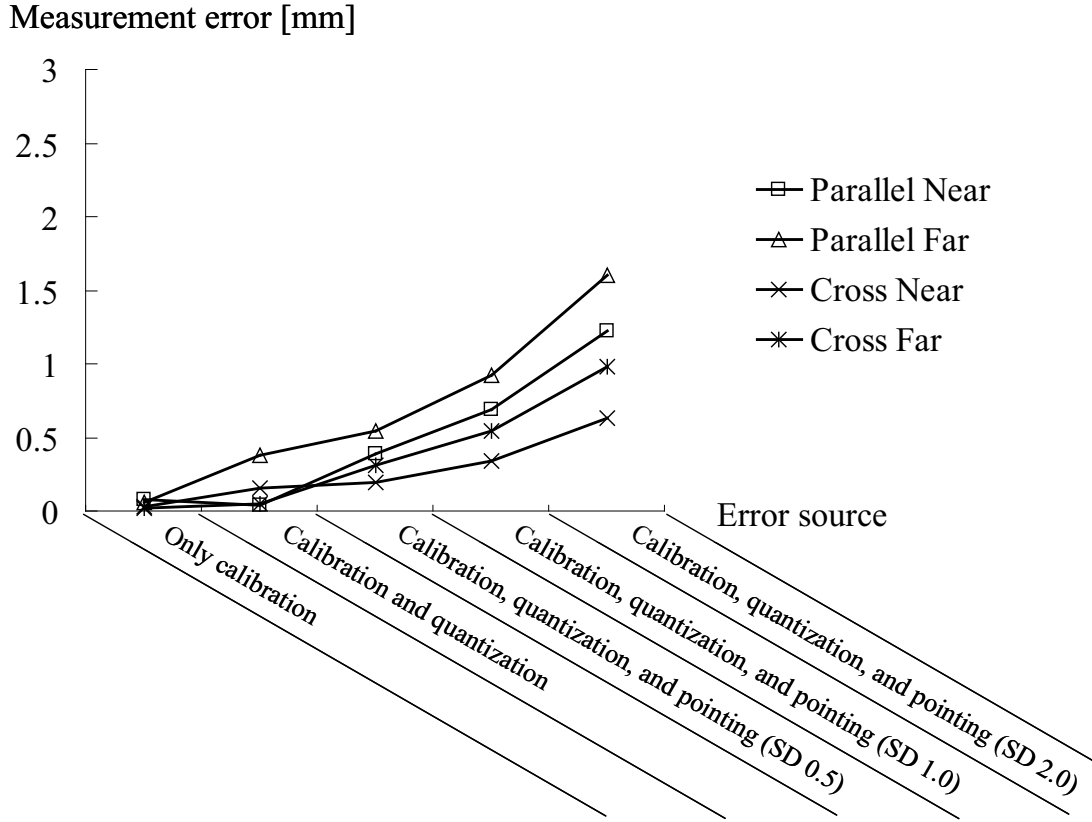 Measurement error [mm]
3
2.5
2
1.5
1
0.5
0
Parallel Near
Parallel Far
Cross Near
Cross Far
Error source
Only calibration
Calibration and quantization
Calibration, quantization, and pointing (SD 0.5)
Calibration, quantization, and pointing (SD 1.0)
Calibration, quantization, and pointing (SD 2.0)